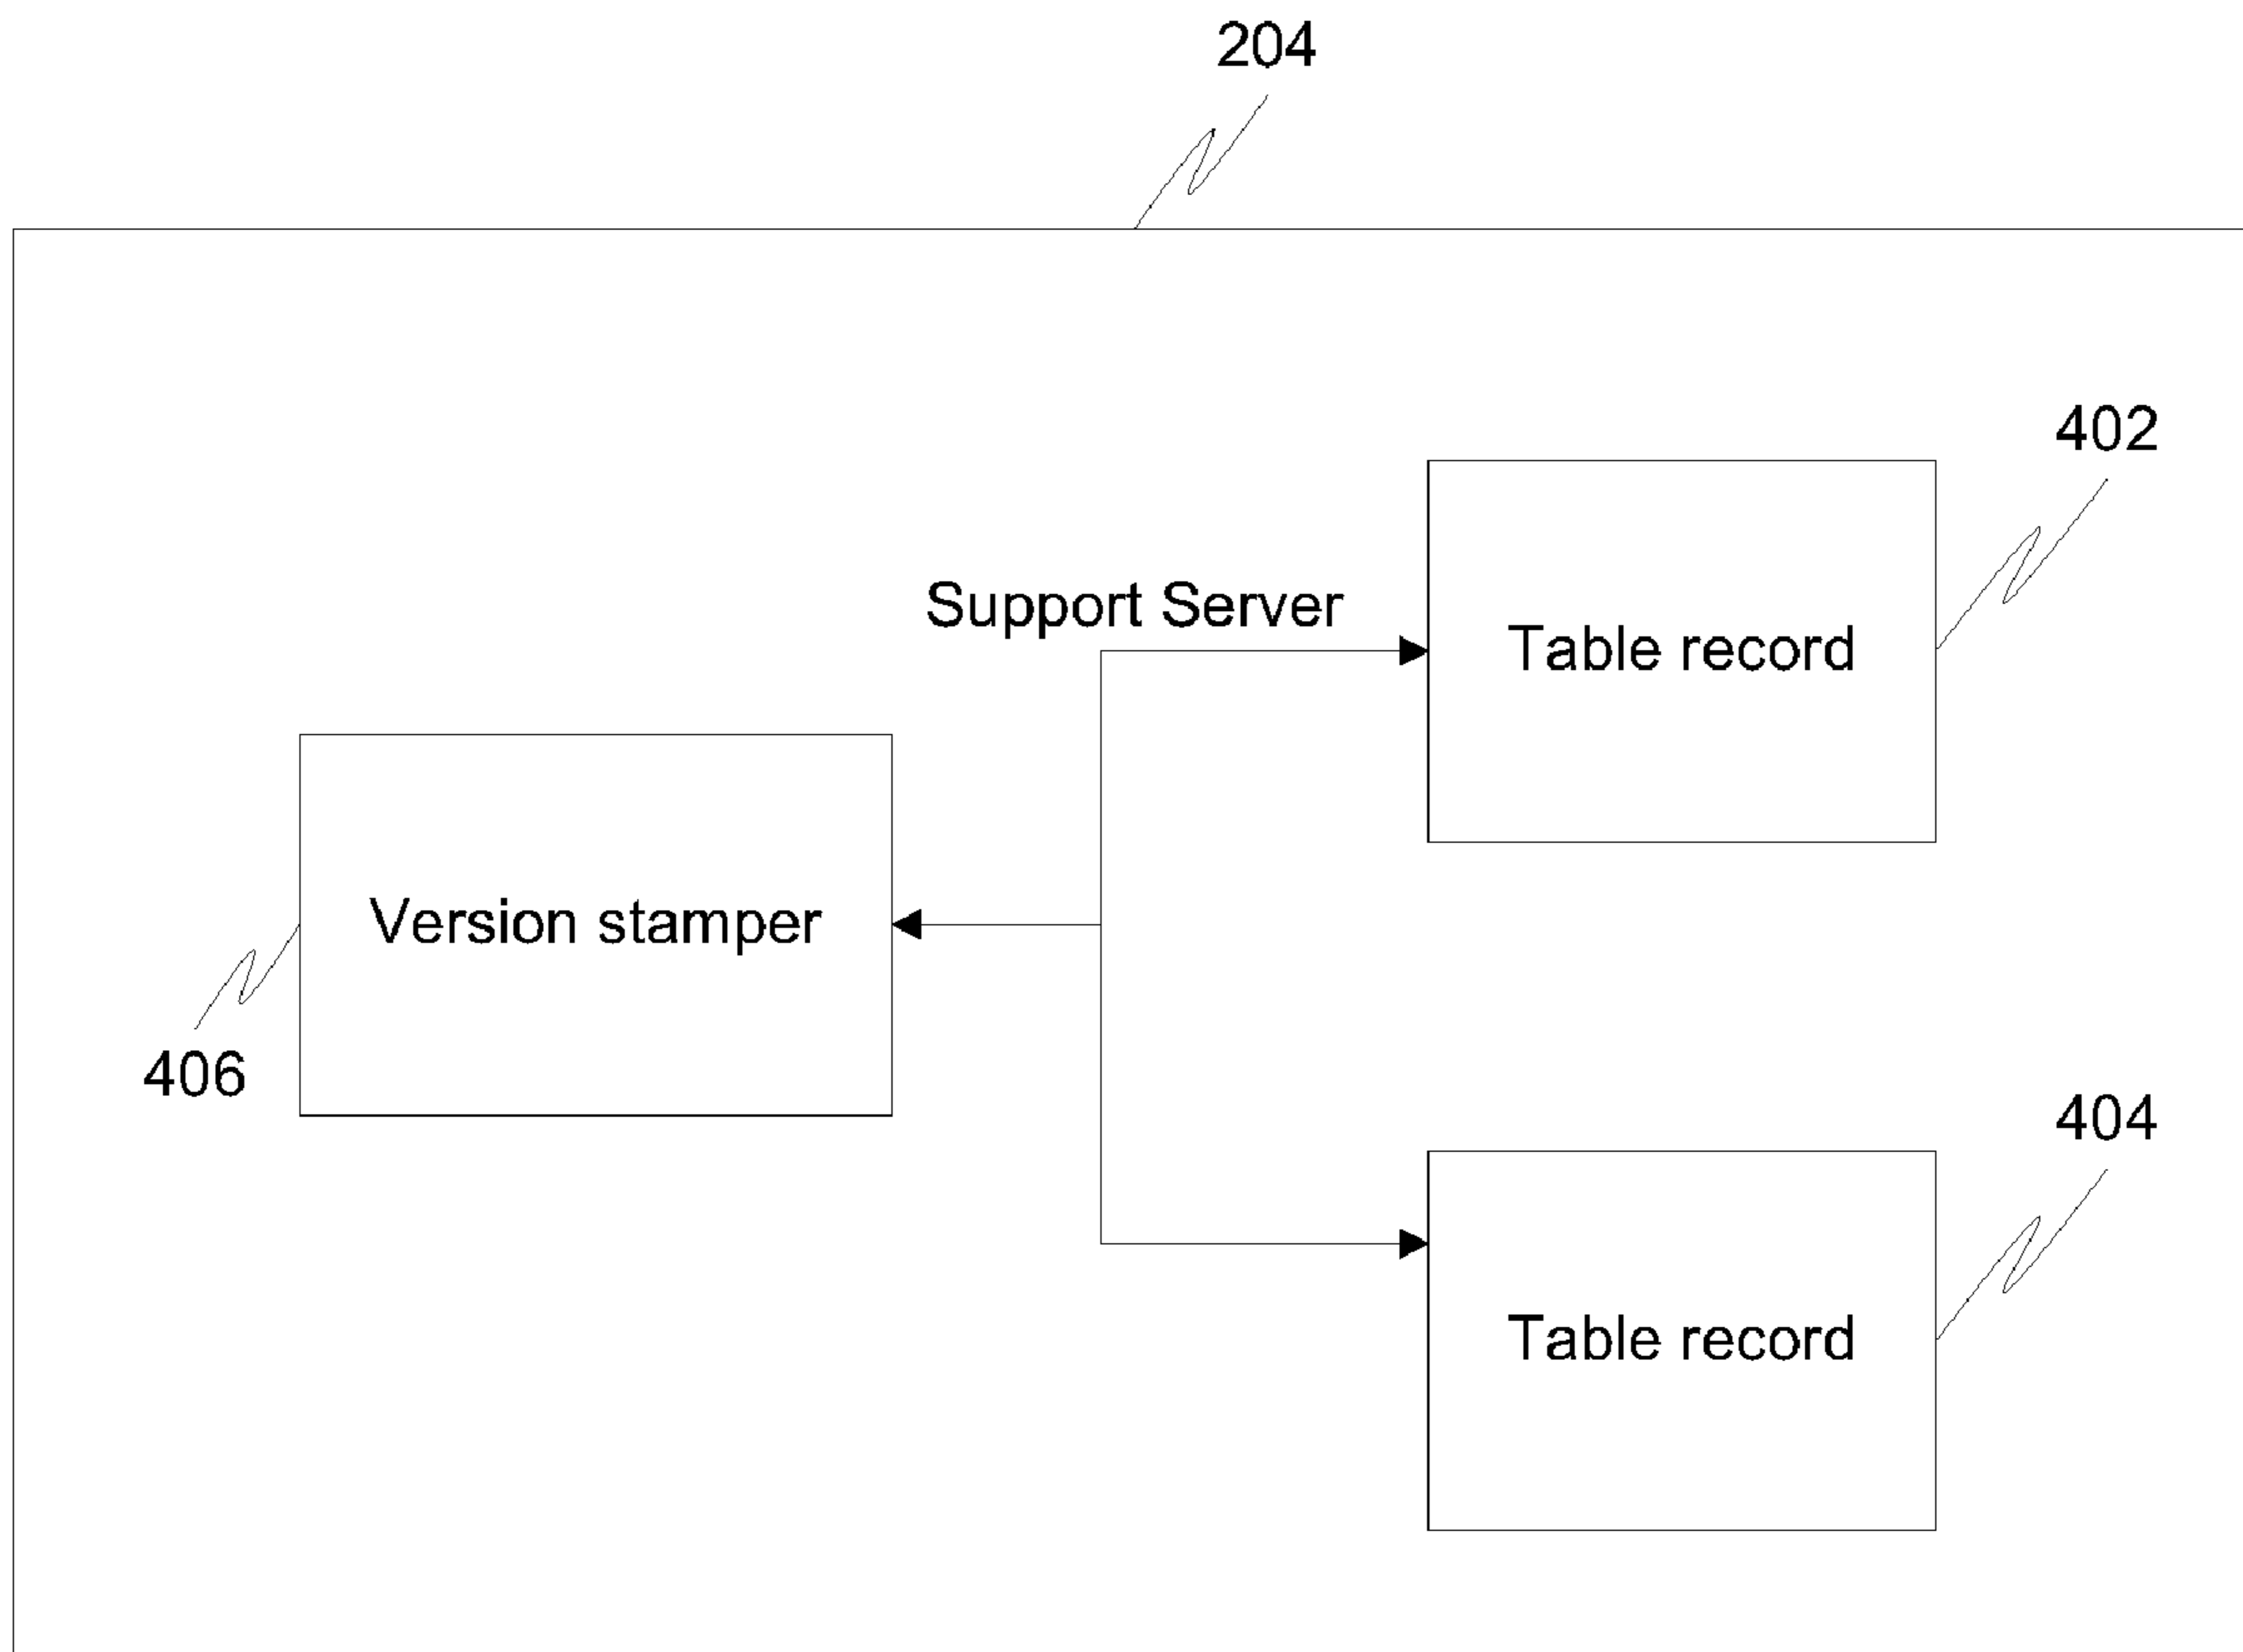 204
402
Support Server
Table record
Version stamper
406
404
Table record